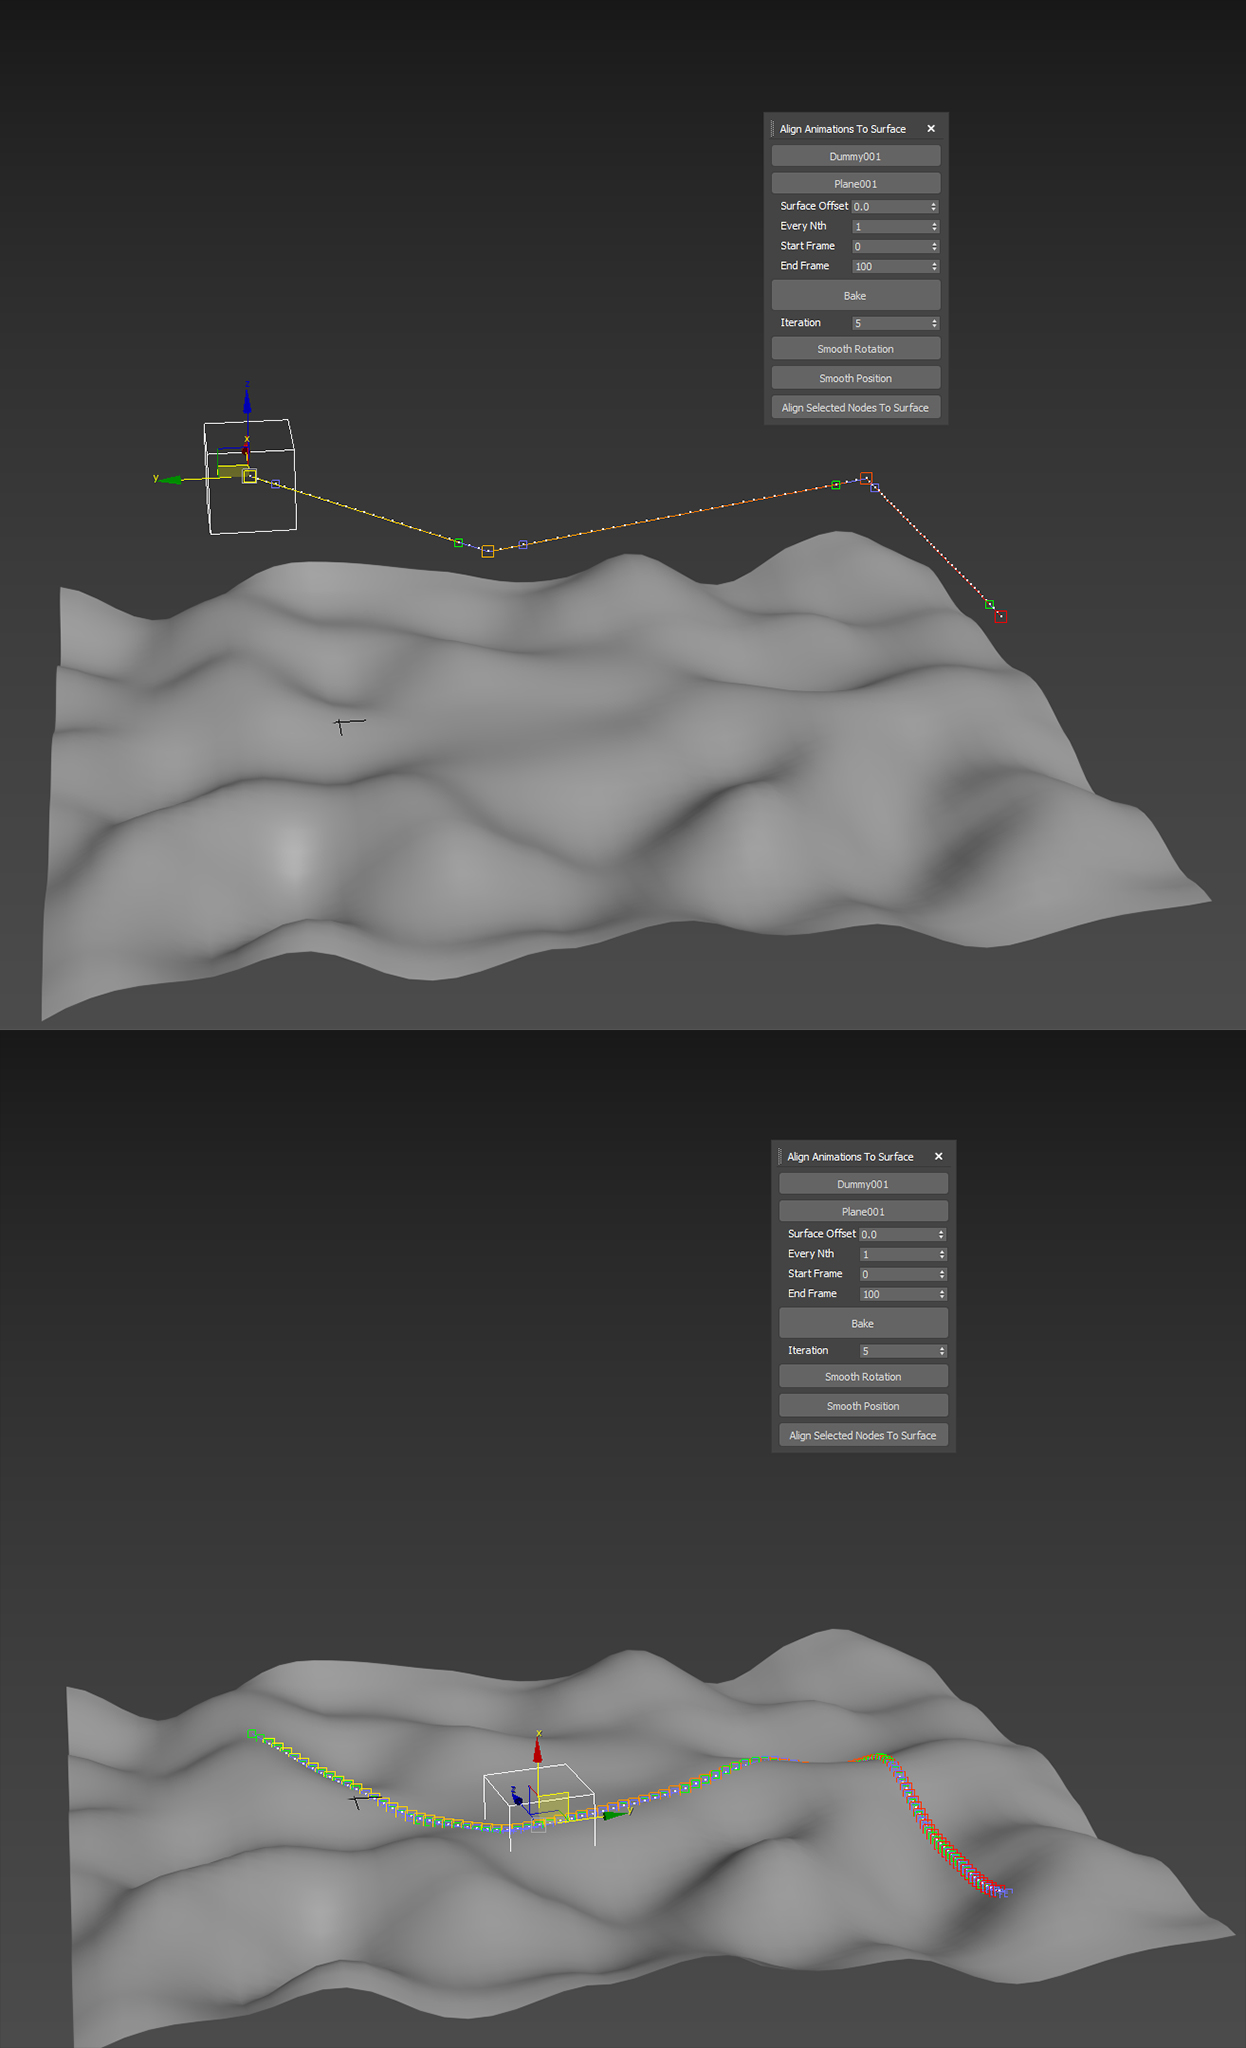 Align Animations To Surface
Dummy001
Plane001
Surface Offset 0.0
Every Nth 1
Start Frame 0
End Frame 100
Bake
Iteration 5
Smooth Rotation
Smooth Position
Align Selected Nodes To Surface
z
x
y
Align Animations To Surface
Dummy001
Plane001
Surface Offset 0.0
Every Nth 1
Start Frame 0
End Frame 100
Bake
Iteration 5
Smooth Rotation
Smooth Position
Align Selected Nodes To Surface
x
z
y